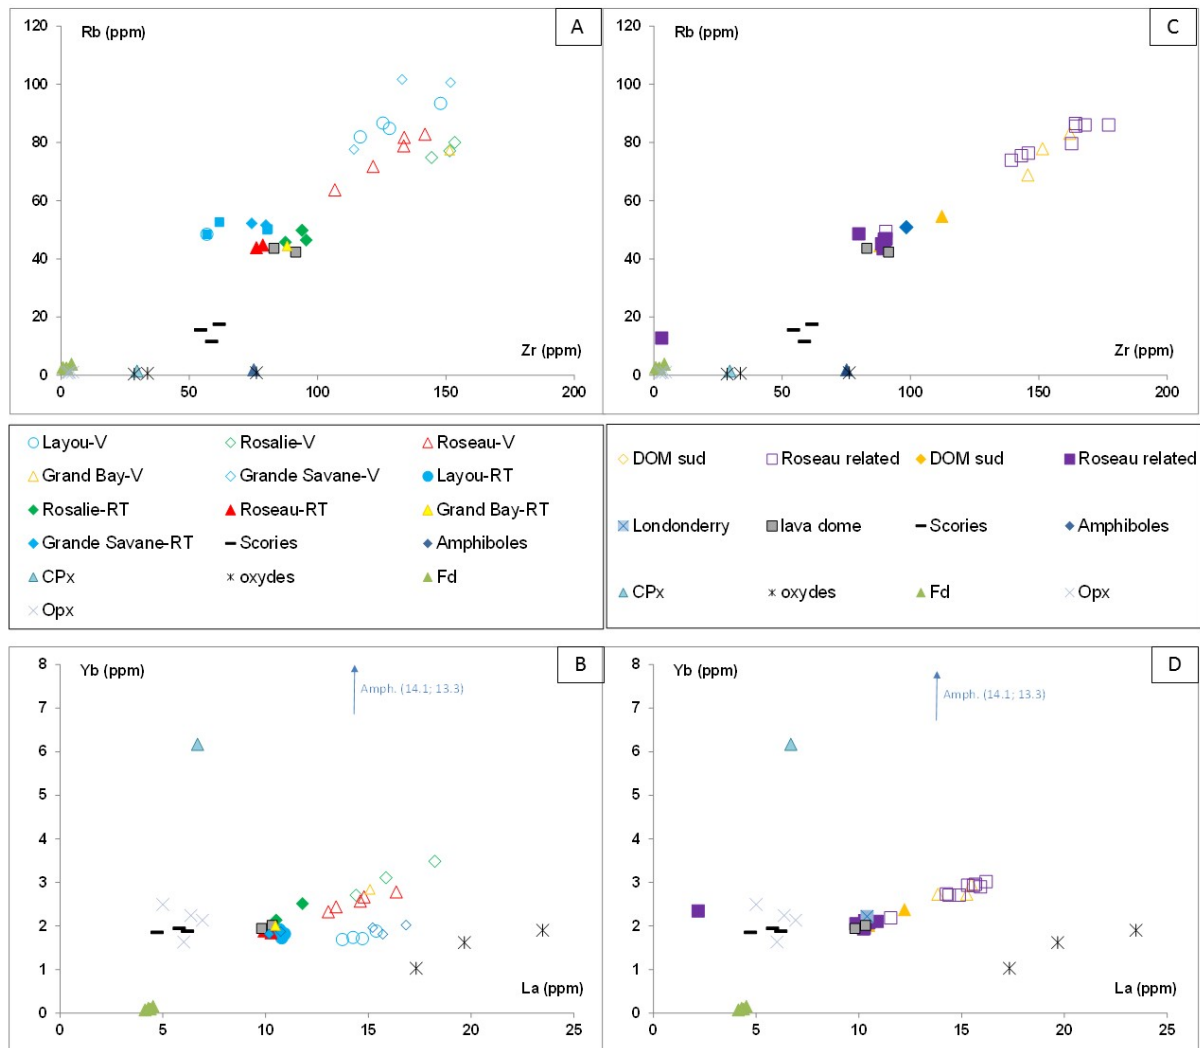 Rb (ppm)
A
120
100
80
60
40
20
0
Zr (ppm)
0
50
100
150
200
Rb (ppm)
C
120
100
80
60
40
20
0
Zr (ppm)
0
50
100
150
200
Layou-V
Rosalie-V
Roseau-V
Grand Bay-V
Grande Savane-V
Layou-RT
Rosalie-RT
Roseau-RT
Grand Bay-RT
Grande Savane-RT
Scories
Amphiboles
CPx
oxydes
Fd
Opx
DOM sud
Roseau related
DOM sud
Roseau related
Londonderry
lava dome
Scories
Amphiboles
CPx
oxydes
Fd
Opx
Yb (ppm)
B
8
7
6
5
4
3
2
1
0
Amph. (14.1; 13.3)
La (ppm)
0
5
10
15
20
25
Yb (ppm)
D
8
7
6
5
4
3
2
1
0
Amph. (14.1; 13.3)
La (ppm)
0
5
10
15
20
25